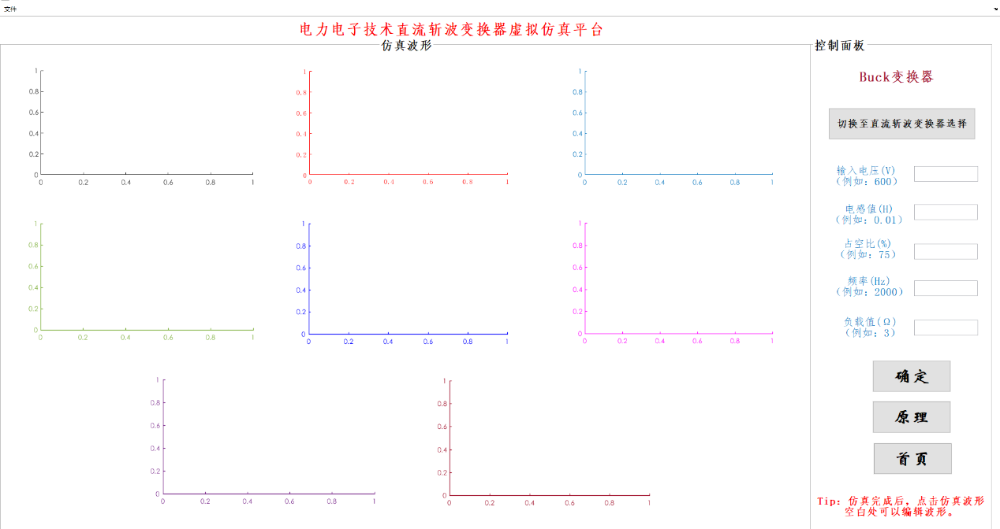 文件
电力电子技术直流斩波变换器虚拟仿真平台
仿真波形
1
0.8
0.6
0.4
0.2
0
0 0.2 0.4 0.6 0.8 1
1
0.8
0.6
0.4
0.2
0
0 0.2 0.4 0.6 0.8 1
1
0.8
0.6
0.4
0.2
0
0 0.2 0.4 0.6 0.8 1
1
0.8
0.6
0.4
0.2
0
0 0.2 0.4 0.6 0.8 1
1
0.8
0.6
0.4
0.2
0
0 0.2 0.4 0.6 0.8 1
1
0.8
0.6
0.4
0.2
0
0 0.2 0.4 0.6 0.8 1
1
0.8
0.6
0.4
0.2
0
0 0.2 0.4 0.6 0.8 1
1
0.8
0.6
0.4
0.2
0
0 0.2 0.4 0.6 0.8 1
控制面板
Buck变换器
切换至直流斩波变换器选择
输入电压(V)
(例如：600)
电感值(H)
(例如：0.01)
占空比(%)
(例如：75)
频率(Hz)
(例如：2000)
负载值(Ω)
(例如：3)
确定
原理
首页
Tip：仿真完成后，点击仿真波形
空白处可以编辑波形。